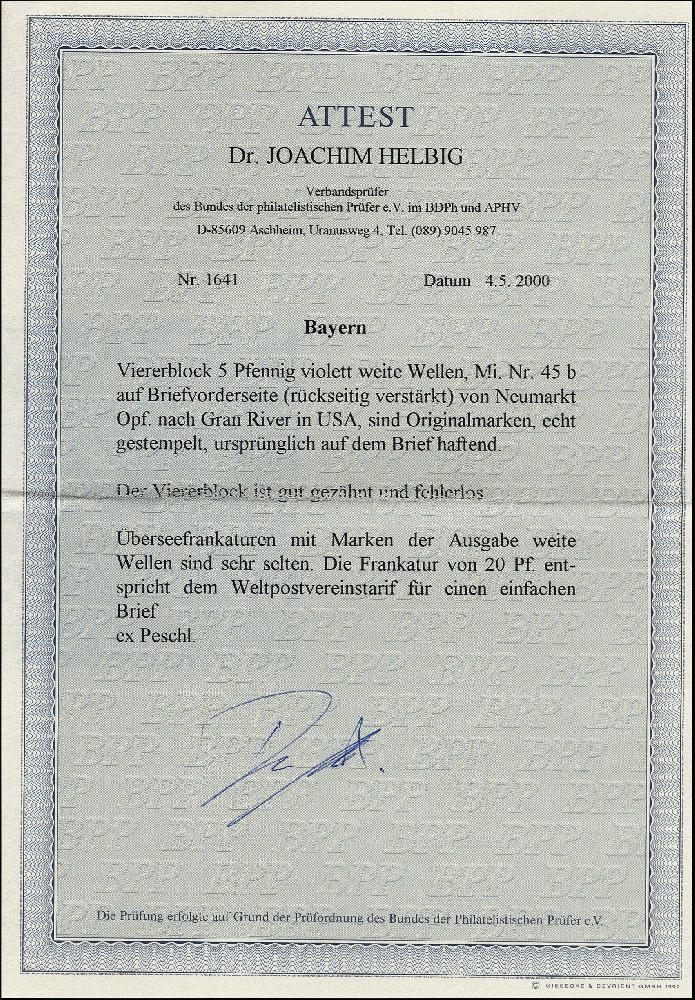 ATTEST
Dr. JOACHIM HELBIG
Verbandsprüfer
des Bundes der philatelistischen Prüfer e.V. im BDPh und APHV
D-85609 Aschheim, Uranusweg 4, Tel. (089) 9045 987
Nr. 1641 Datum 4.5.2000
Bayern
Viererblock 5 Pfennig violett weite Wellen, Mi. Nr. 45 b
auf Briefvorderseite (rückseitig verstärkt) von Neumarkt
Opf. nach Gran River in USA, sind Originalmarken, echt
gestempelt, ursprünglich auf dem Brief haftend.
Der Viererblock ist gut gezähnt und fehlerlos
Überseefrankaturen mit Marken der Ausgabe weite
Wellen sind sehr selten. Die Frankatur von 20 Pf. ent-
spricht dem Weltpostvereinstarif für einen einfachen
Brief
ex Peschl.
Die Prüfung erfolgte auf Grund der Prüfordnung des Bundes der Philatelistischen Prüfer e.V.
© GIESECKE & DEVRIENT GMBH 1997